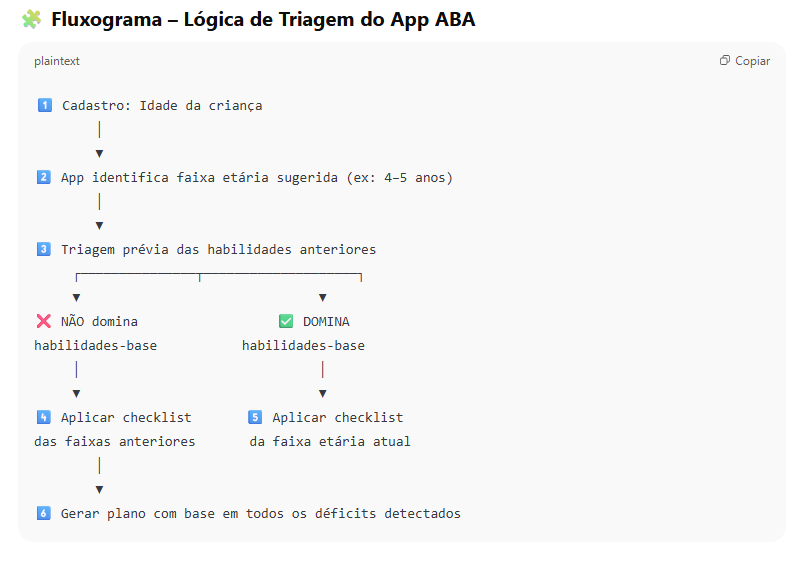 🧩 Fluxograma – Lógica de Triagem do App ABA
plaintext
Copiar
1️⃣ Cadastro: Idade da criança
2️⃣ App identifica faixa etária sugerida (ex: 4–5 anos)
3️⃣ Triagem prévia das habilidades anteriores
❌ NÃO domina ✅ DOMINA
habilidades-base habilidades-base
4️⃣ Aplicar checklist 5️⃣ Aplicar checklist
das faixas anteriores da faixa etária atual
6️⃣ Gerar plano com base em todos os déficits detectados